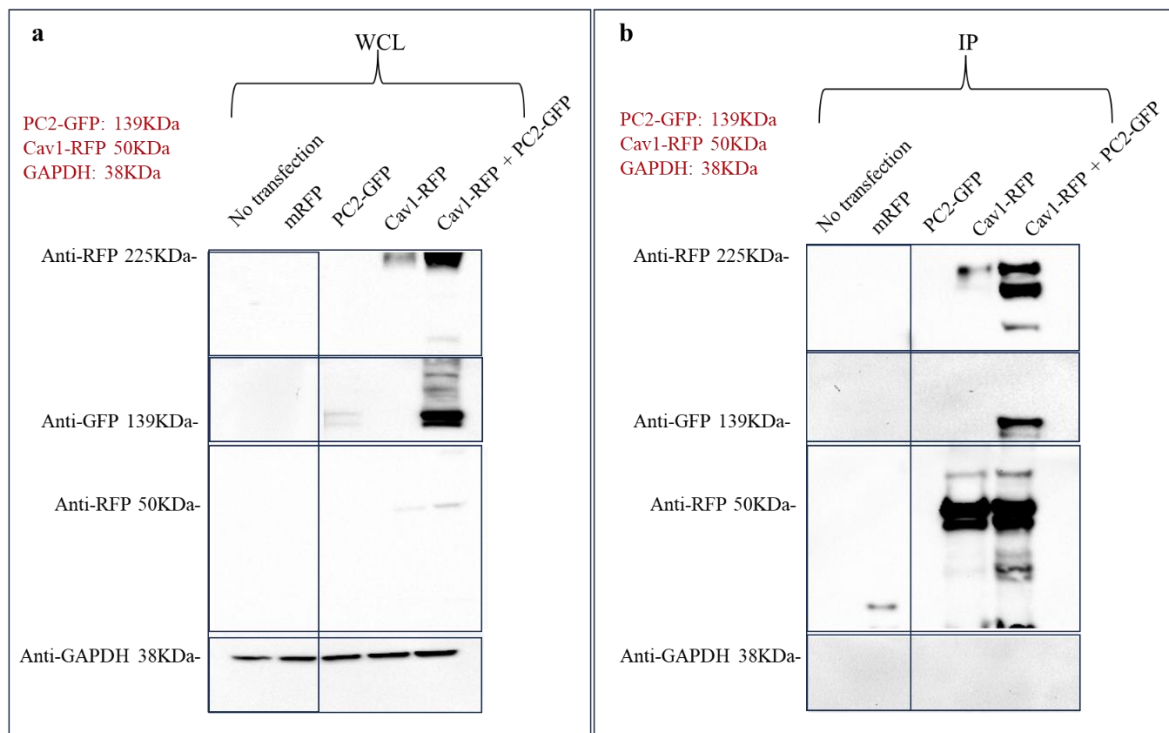 a
WCL
PC2-GFP: 139KDa
Cav1-RFP 50KDa
GAPDH: 38KDa
No transfection
mRFP
PC2-GFP
Cav1-RFP
Cav1-RFP + PC2-GFP
Anti-RFP 225KDa-
Anti-GFP 139KDa-
Anti-RFP 50KDa-
Anti-GAPDH 38KDa-
b
IP
PC2-GFP: 139KDa
Cav1-RFP 50KDa
GAPDH: 38KDa
No transfection
mRFP
PC2-GFP
Cav1-RFP
Cav1-RFP + PC2-GFP
Anti-RFP 225KDa-
Anti-GFP 139KDa-
Anti-RFP 50KDa-
Anti-GAPDH 38KDa-